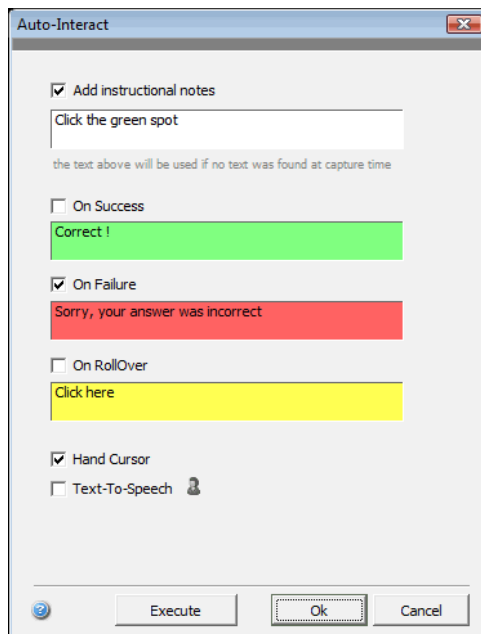 Auto-Interact
Add instructional notes
Click the green spot
the text above will be used if no text was found at capture time
On Success
Correct !
On Failure
Sorry, your answer was incorrect
On RollOver
Click here
Hand Cursor
Text-To-Speech
Execute Ok Cancel